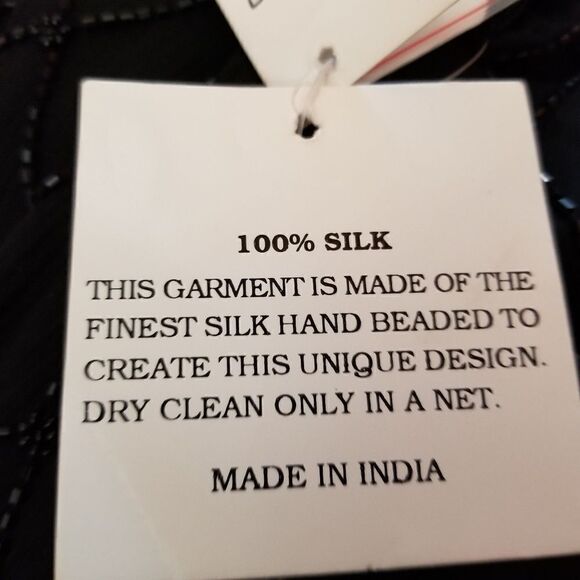 100% SILK
THIS GARMENT IS MADE OF THE
FINEST SILK HAND BEADED TO
CREATE THIS UNIQUE DESIGN.
DRY CLEAN ONLY IN A NET.
MADE IN INDIA